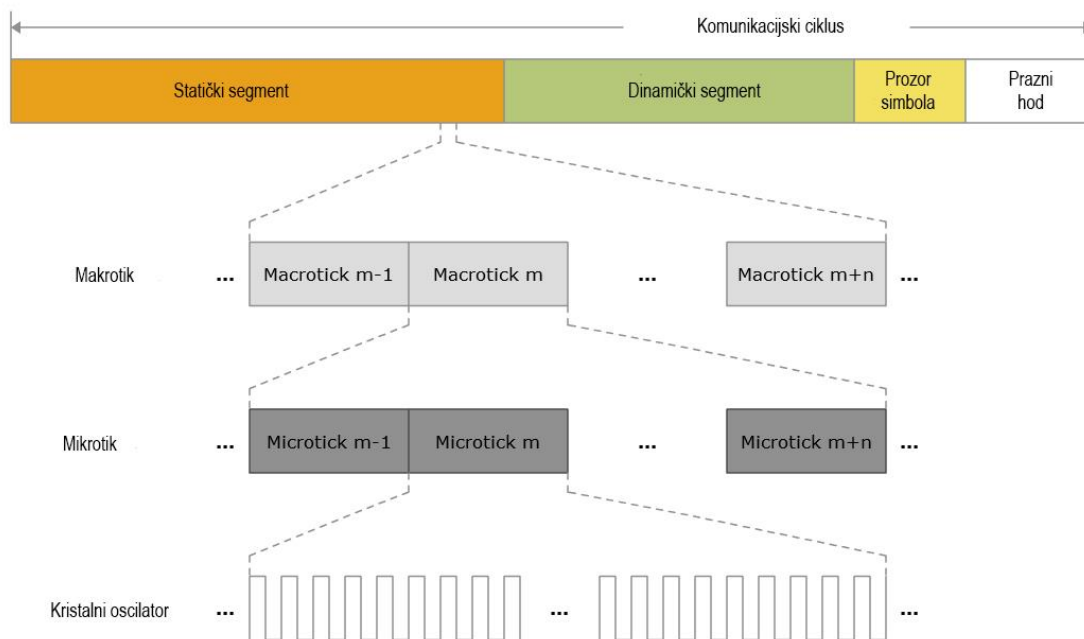 Komunikacijski ciklus
Statički segment
Dinamički segment
Prozor
simbola
Prazni
hod
Makrotik
... Macrotick m-1 Macrotick m ... Macrotick m+n ...
Mikrotik
... Microtick m-1 Microtick m ... Microtick m+n ...
Kristalni oscilator
... ... ...